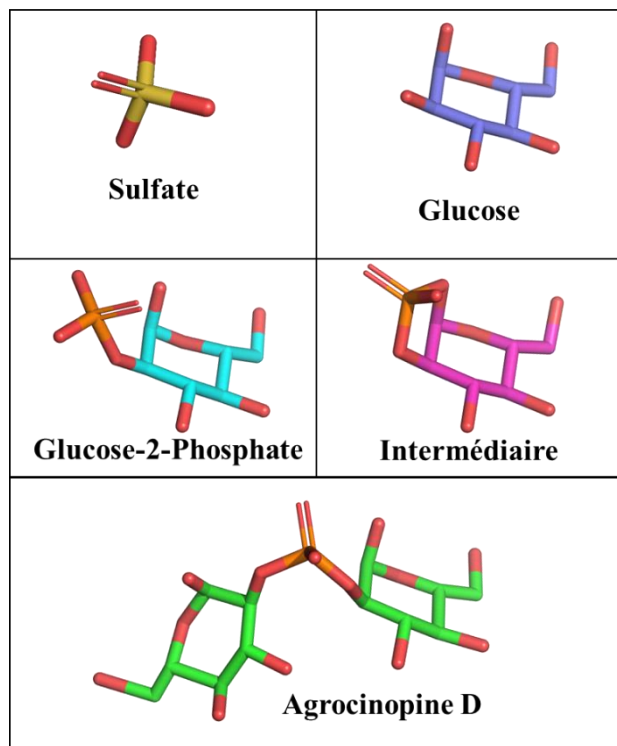 Sulfate
Glucose
Glucose-2-Phosphate
Intermédiaire
Agrocinopine D